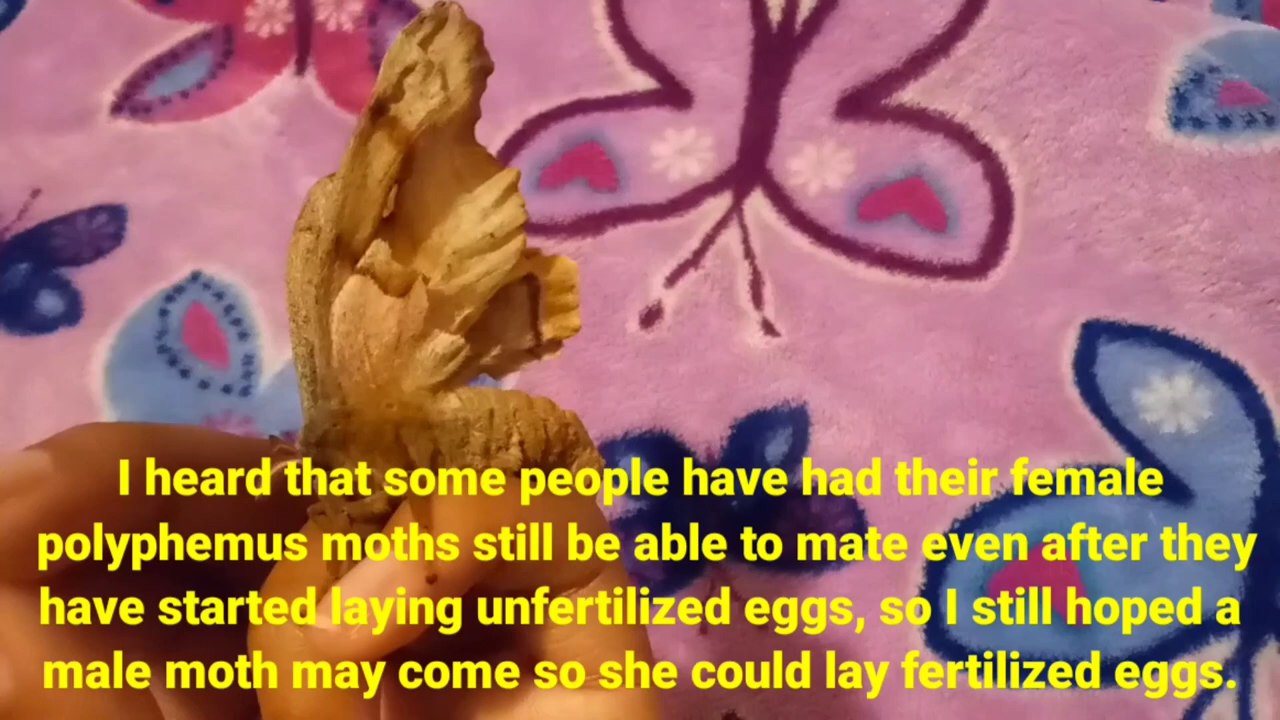 I heard that some people have had their female
polyphemus moths still be able to mate even after they
have started laying unfertilized eggs, so I still hoped a
male moth may come so she could lay fertilized eggs.